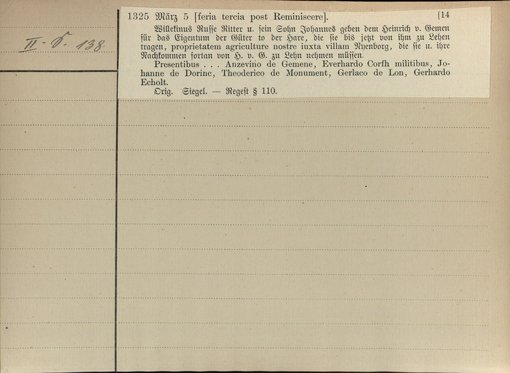 1325 März 5 [feria tercia post Reminiscere]. [14
Willekinus Russe Ritter u. sein Sohn Johannes geben dem Heinrich v. Gemen
für das Eigentum der Güter to der Hare, die sie bis jetzt von ihm zu Lehen
tragen, proprietatem agriculture nostre iuxta villam Nyenborg, die sie u. ihre
Nachkommen fortan von H. v. G. zu Lehn nehmen müssen.
Presentibus . . . Anzevino de Gemene, Everhardo Corfh militibus, Jo-
hanne de Dorinc, Theoderico de Monument, Gerlaco de Lon, Gerhardo
Echolt.
Orig. Siegel. — Regest § 110.
II - 138